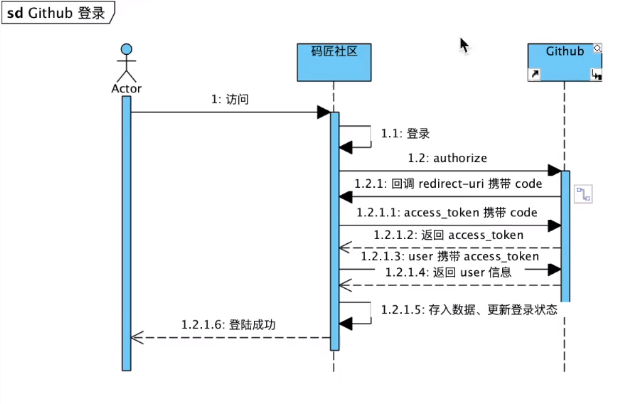 sd Github 登录
码匠社区
Github
Actor
1: 访问
1.1: 登录
1.2: authorize
1.2.1: 回调 redirect-uri 携带 code
1.2.1.1: access_token 携带 code
1.2.1.2: 返回 access_token
1.2.1.3: user 携带 access_token
1.2.1.4: 返回 user 信息
1.2.1.5: 存入数据、更新登录状态
1.2.1.6: 登陆成功